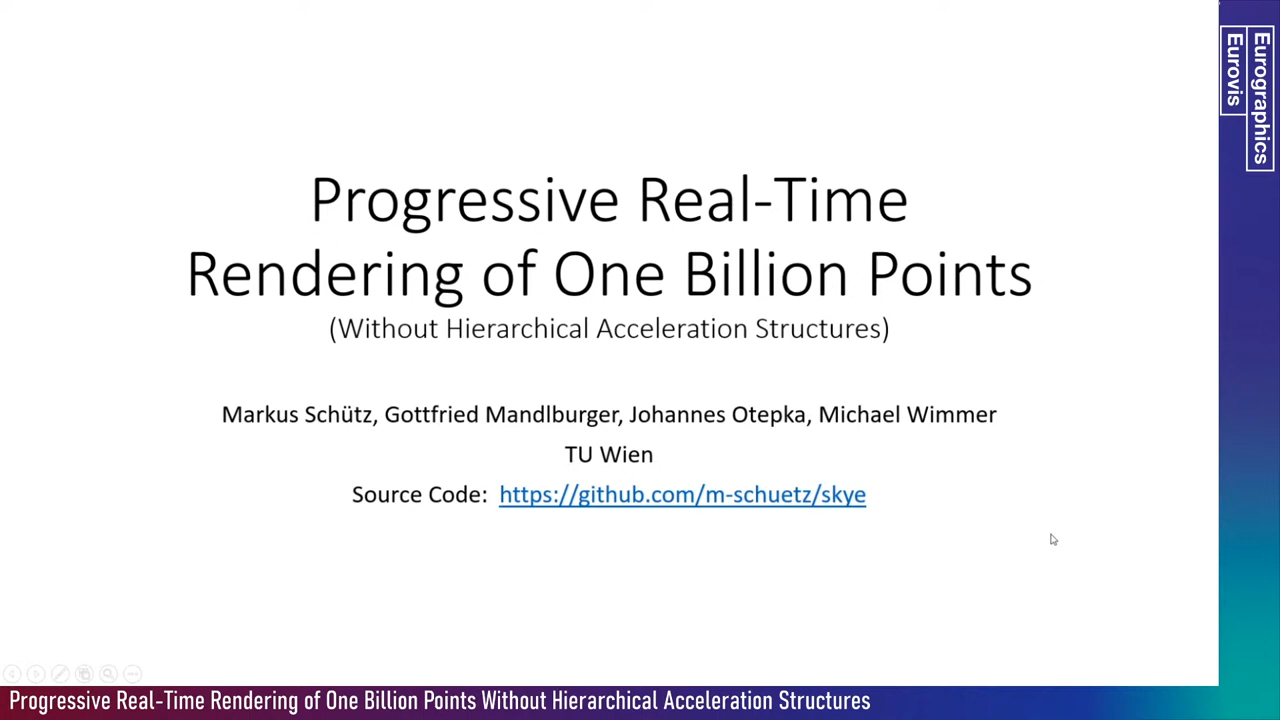 Progressive Real-Time
Rendering of One Billion Points
(Without Hierarchical Acceleration Structures)
Markus Schütz, Gottfried Mandlburger, Johannes Otepka, Michael Wimmer
TU Wien
Source Code: https://github.com/m-schuetz/skye
Eurographics
Eurovis
Progressive Real-Time Rendering of One Billion Points Without Hierarchical Acceleration Structures